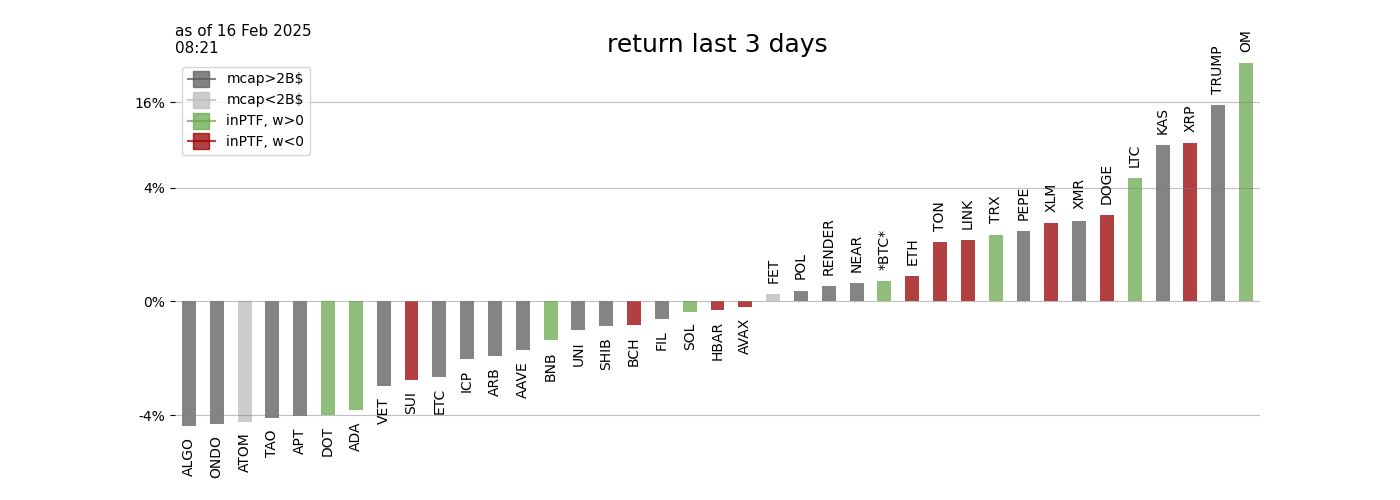 as of 16 Feb 2025
08:21
return last 3 days
mcap>2B$
mcap<2B$
inPTF, w>0
inPTF, w<0
16%
4%
0%
-4%
ALGO
ONDO
ATOM
TAO
APT
DOT
ADA
VET
SUI
ETC
ICP
ARB
AAVE
BNB
UNI
SHIB
BCH
FIL
SOL
HBAR
AVAX
FET
POL
RENDER
NEAR
*BTC*
ETH
TON
LINK
TRX
PEPE
XLM
XMR
DOGE
LTC
KAS
XRP
TRUMP
OM